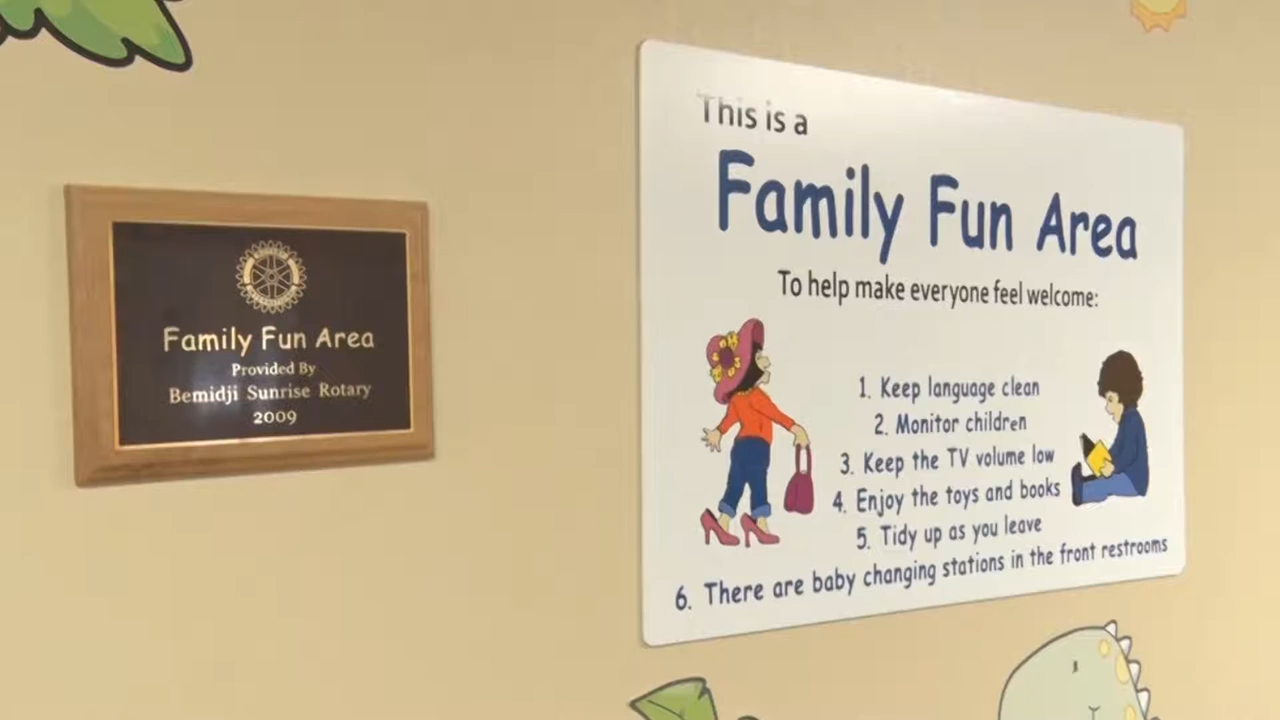 Family Fun Area
Provided By
Bemidji Sunrise Rotary
2009
This is a
Family Fun Area
To help make everyone feel welcome:
1. Keep language clean
2. Monitor children
3. Keep the TV volume low
4. Enjoy the toys and books
5. Tidy up as you leave
6. There are baby changing stations in the front restrooms